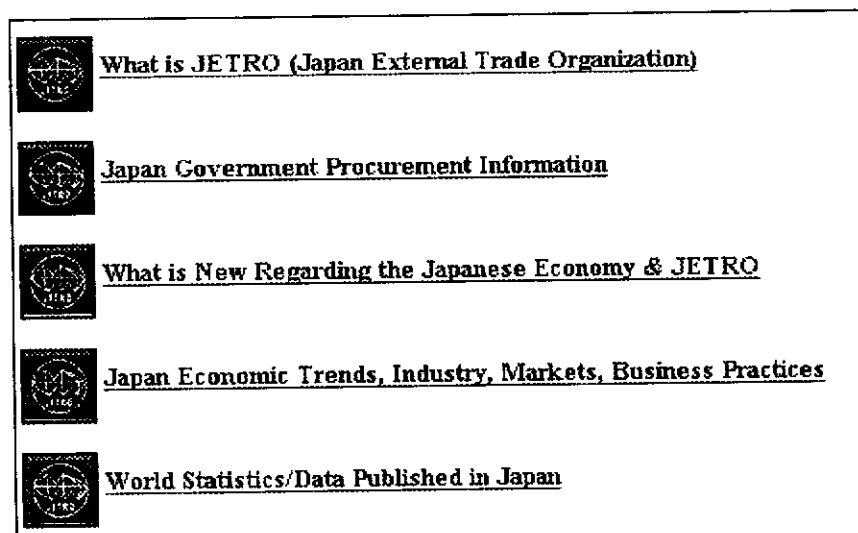 What is JETRO (Japan External Trade Organization)
Japan Government Procurement Information
What is New Regarding the Japanese Economy & JETRO
Japan Economic Trends, Industry, Markets, Business Practices
World Statistics/Data Published in Japan